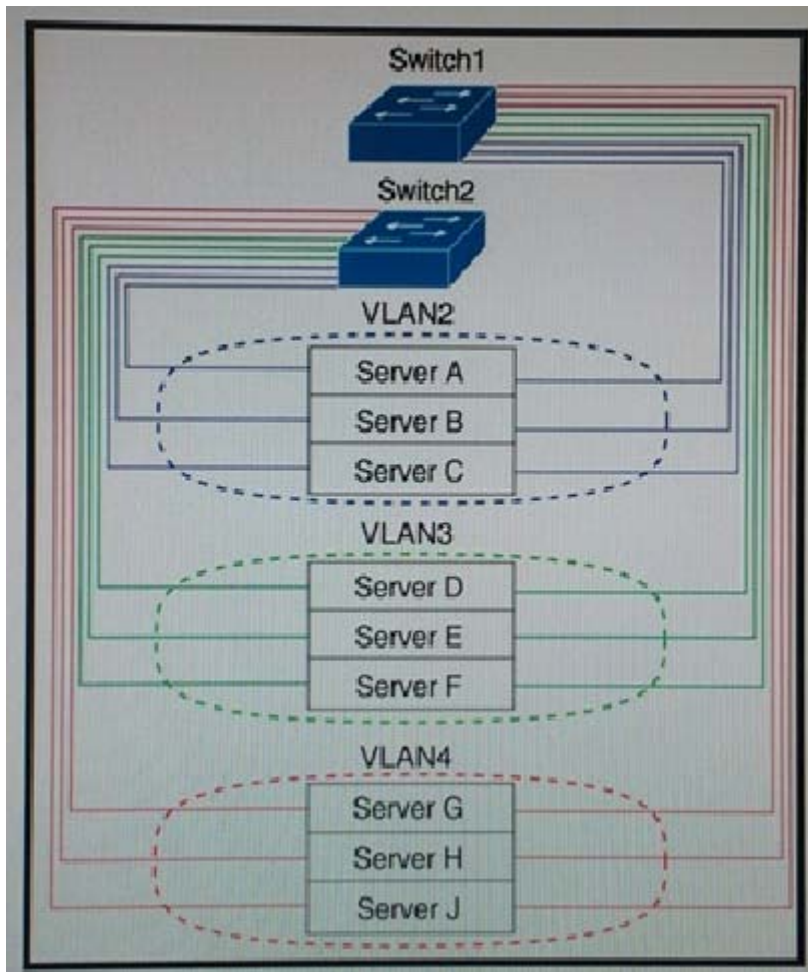 Switch1
Switch2
VLAN2
Server A
Server B
Server C
VLAN3
Server D
Server E
Server F
VLAN4
Server G
Server H
Server J